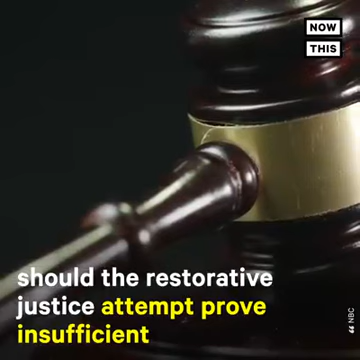 NOW
THIS
should the restorative
justice attempt prove
insufficient
NBC